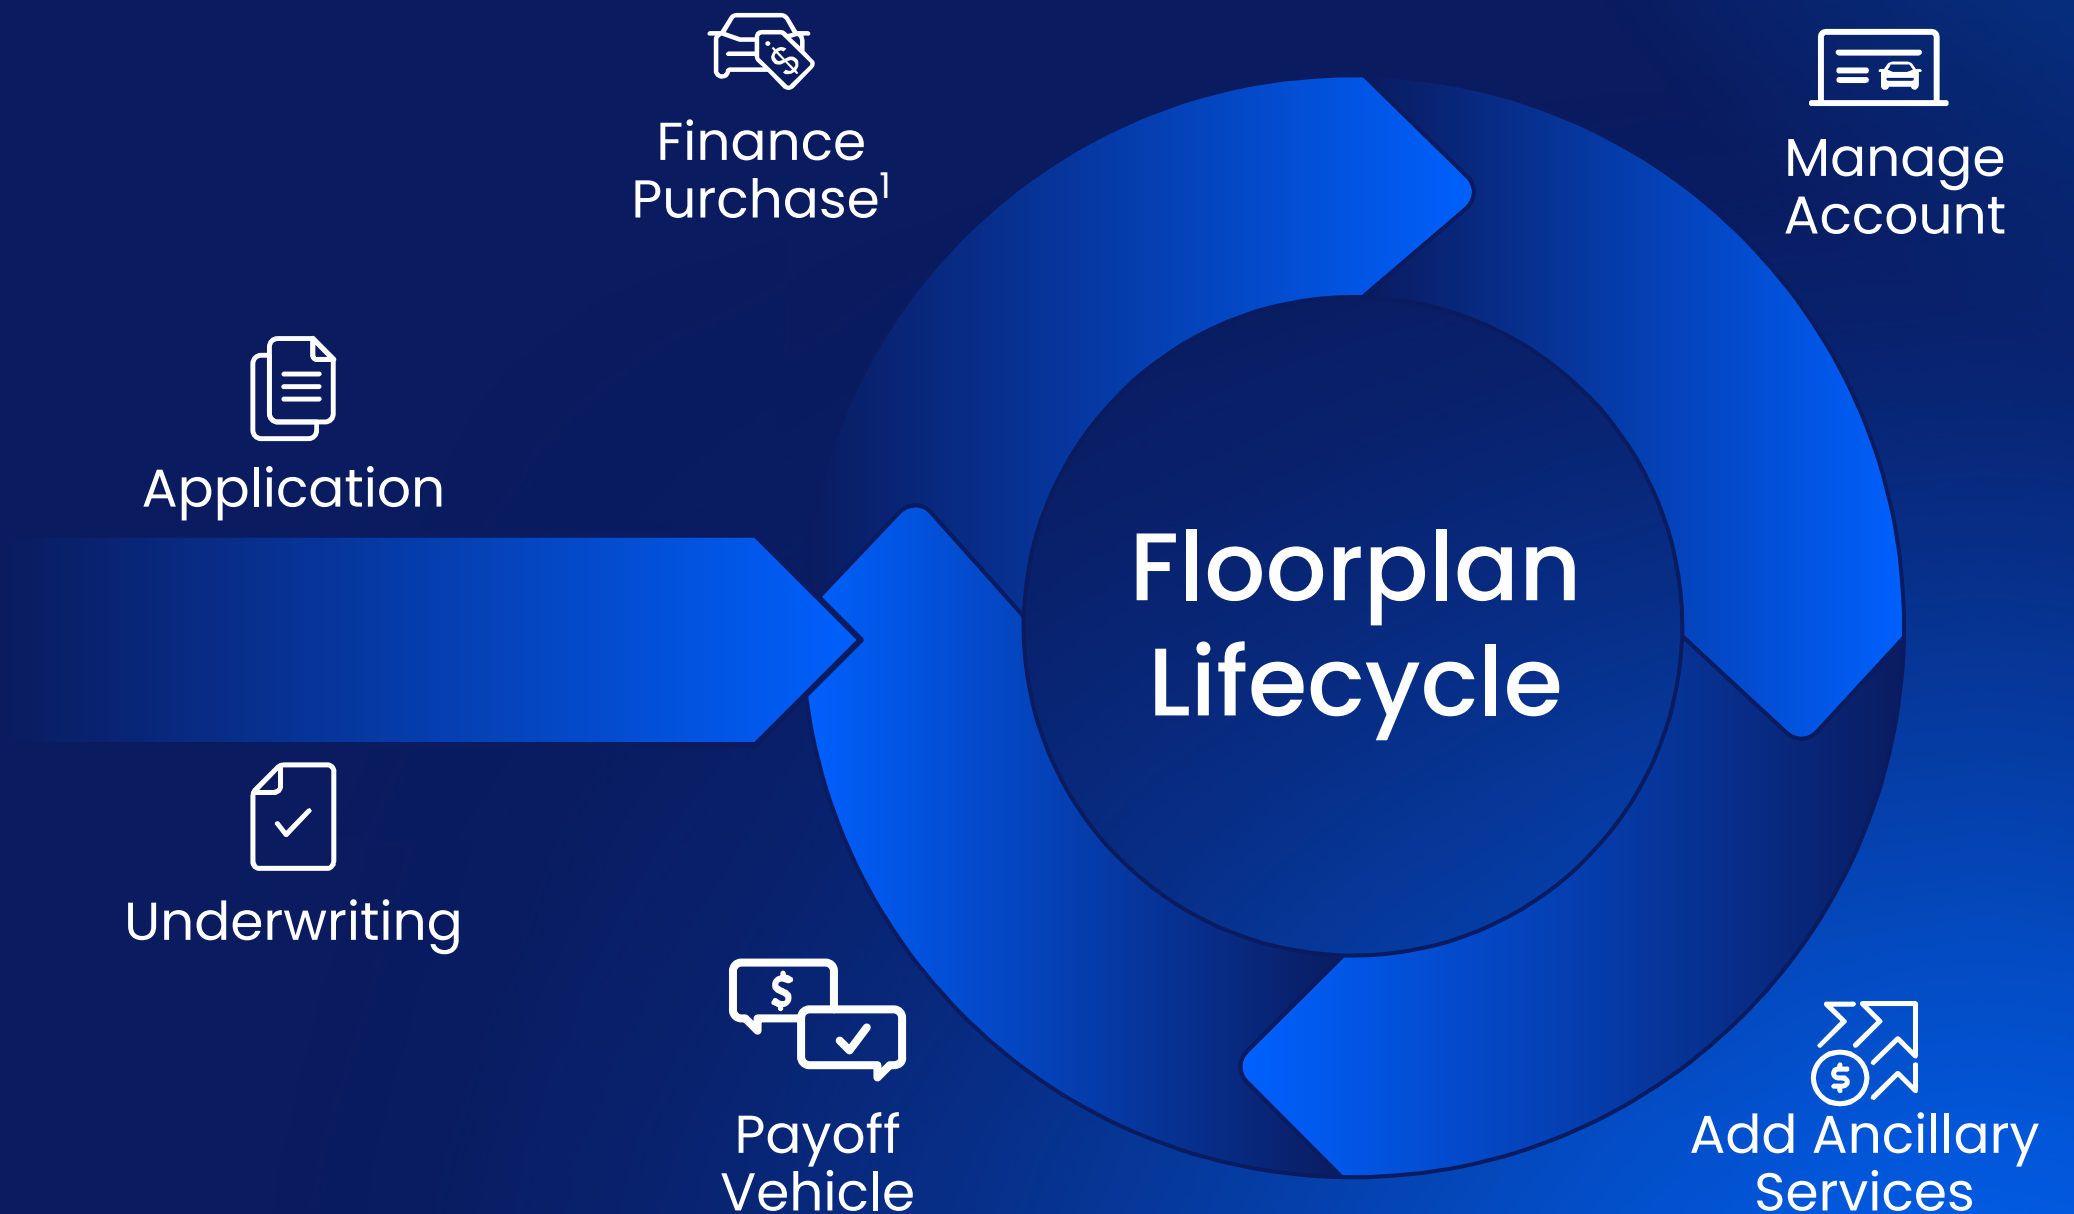 Finance
Purchase¹
Manage
Account
Application
Floorplan
Lifecycle
Underwriting
Payoff
Vehicle
Add Ancillary
Services